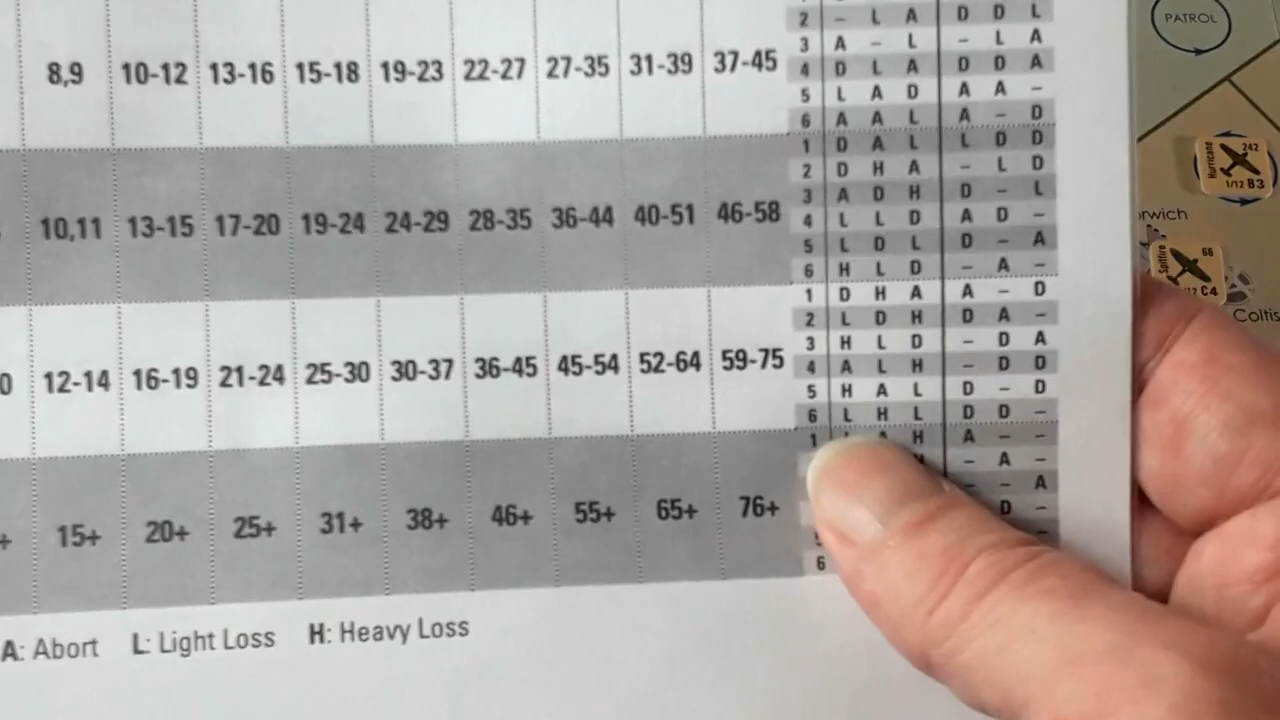 2 - L A D D L
3 A - L - L A
8,9 10-12 13-16 15-18 19-23 22-27 27-35 31-39 37-45
4 D L A D D A
5 L A D A A -
6 A A L A - D
1 D A L L D D
2 D H A - L D
3 A D H D - L
10,11 13-15 17-20 19-24 24-29 28-35 36-44 40-51 46-58
4 L L D A D -
5 L D L D - A
6 H L D - A -
1 D H A A - D
2 L D H D A -
3 H L D - D A
0 12-14 16-19 21-24 25-30 30-37 36-45 45-54 52-64 59-75
4 A L H - D D
5 H A L D - D
6 L H L D D -
1 A H A - -
- A -
- - A
+ 15+ 20+ 25+ 31+ 38+ 46+ 55+ 65+ 76+
D -
6
A: Abort L: Light Loss H: Heavy Loss
PATROL
Hurricane 242
1/12 B3
Spitfire 66
C4
Coltis